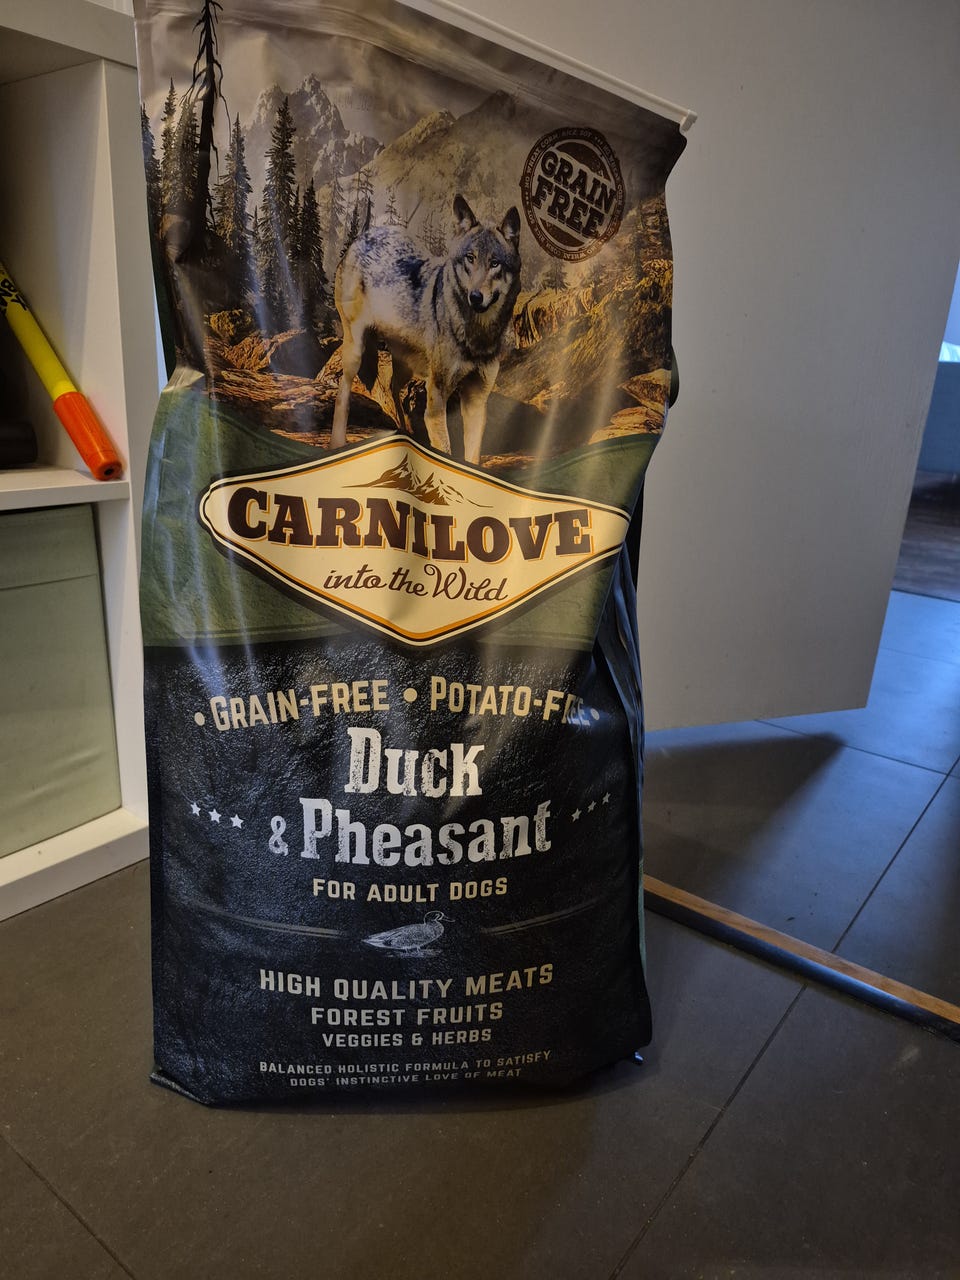 GRAIN
FREE
CARNILOVE
into the Wild
• GRAIN-FREE • POTATO-FREE •
Duck
& Pheasant
FOR ADULT DOGS
HIGH QUALITY MEATS
FOREST FRUITS
VEGGIES & HERBS
BALANCED HOLISTIC FORMULA TO SATISFY
DOGS' INSTINCTIVE LOVE OF MEAT